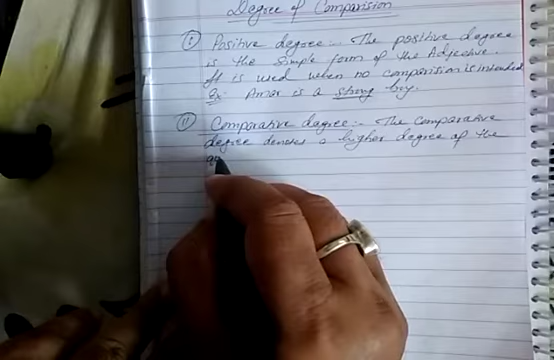 Degree of Comparision
(i) Positive degree :- The positive degree
is the simple form of the Adjective.
It is used when no comparision is intended
Ex:- Amar is a strong boy.
(ii) Comparative dagree :- The comparative
degree denotes a higher degree of the